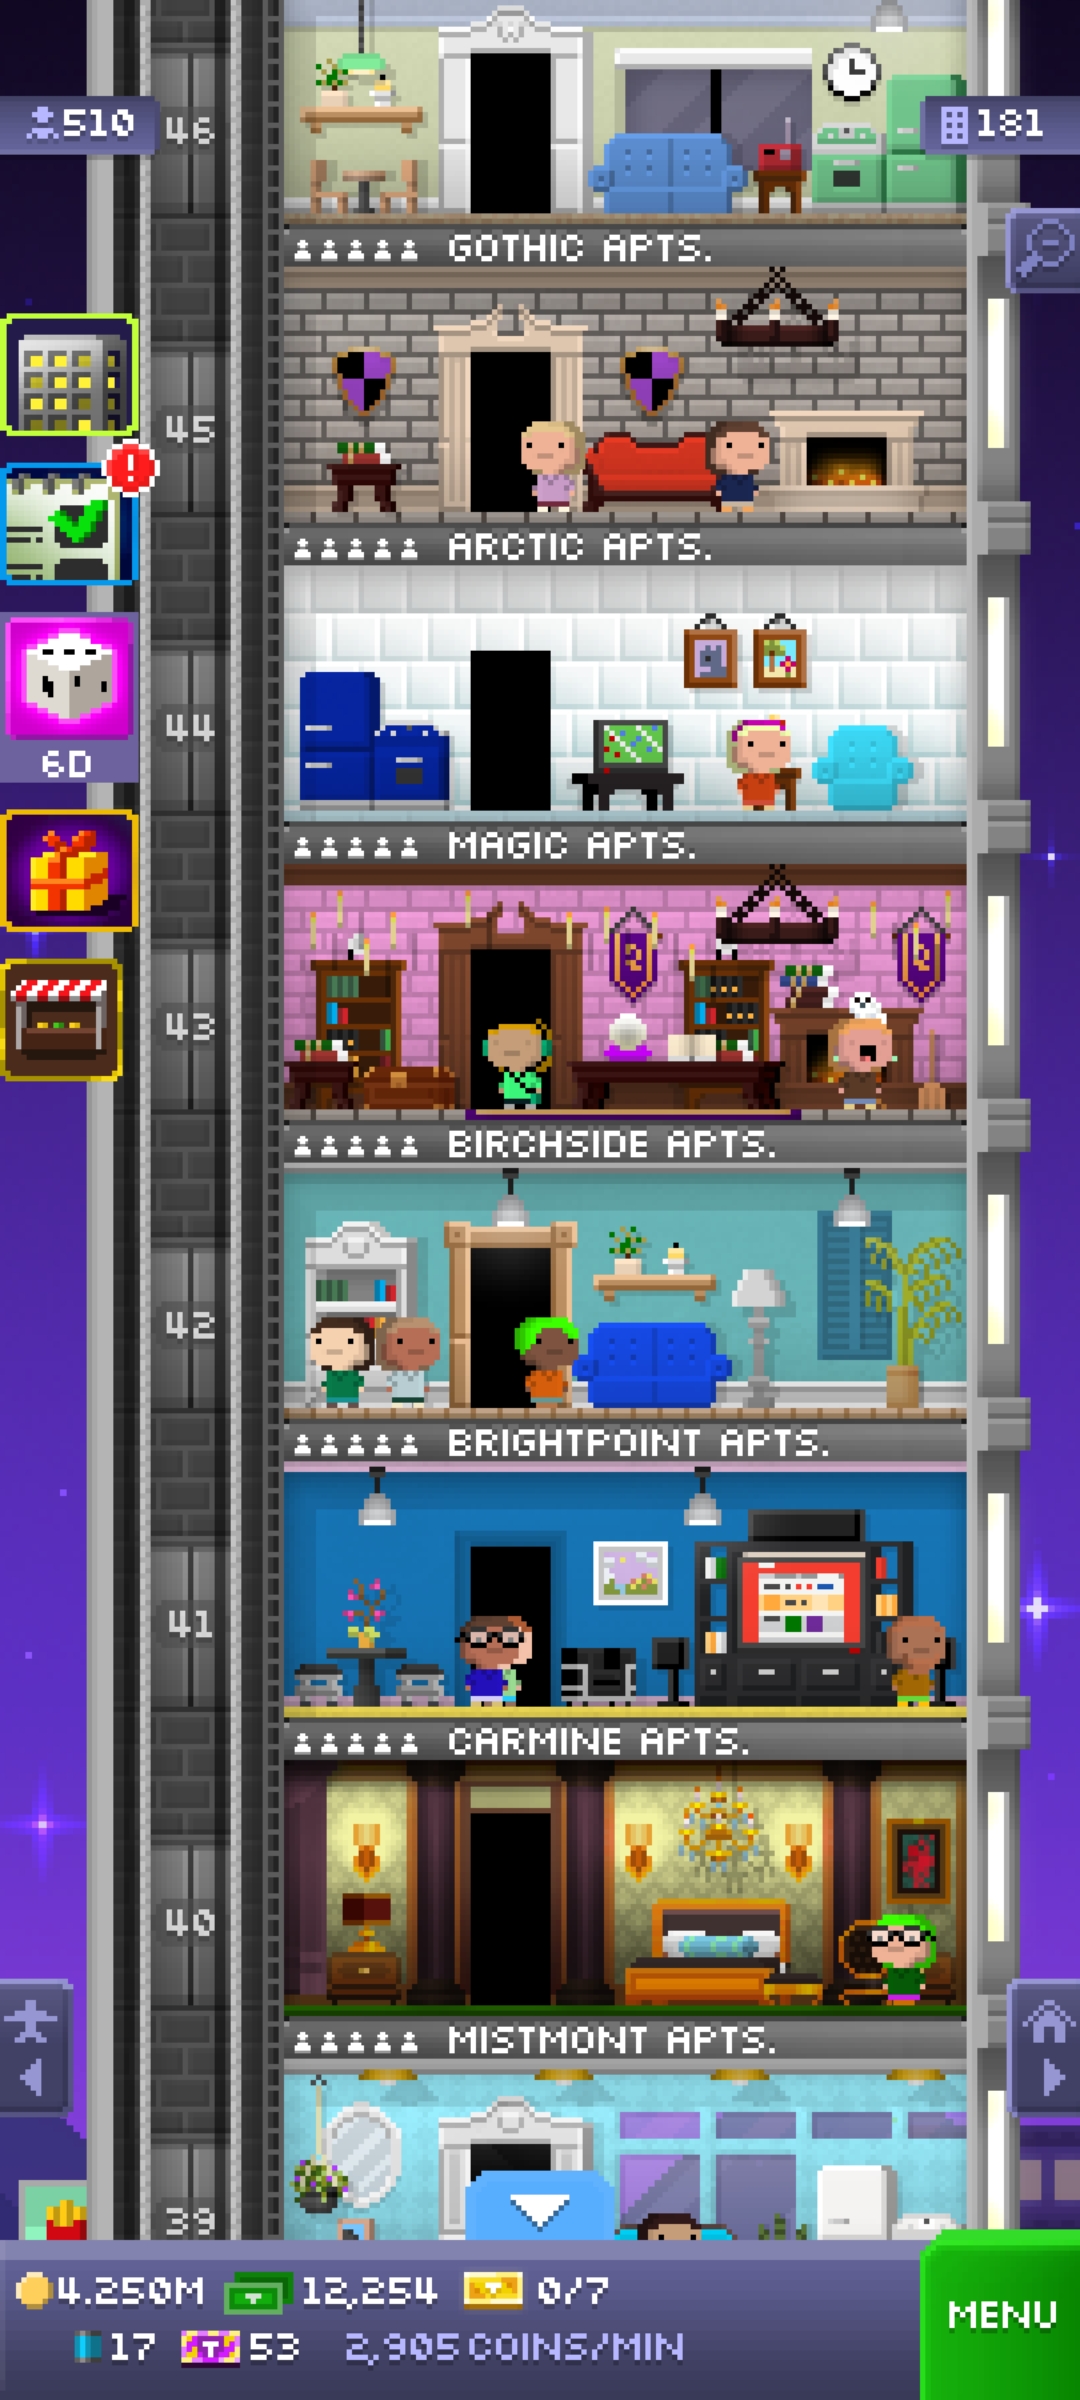 510
46
181
GOTHIC APTS.
45
ARCTIC APTS.
44
6D
MAGIC APTS.
43
BIRCHSIDE APTS.
42
BRIGHTPOINT APTS.
41
CARMINE APTS.
40
MISTMONT APTS.
39
4.250M 12,254 0/7
MENU
17 53 2,905 COINS/MIN